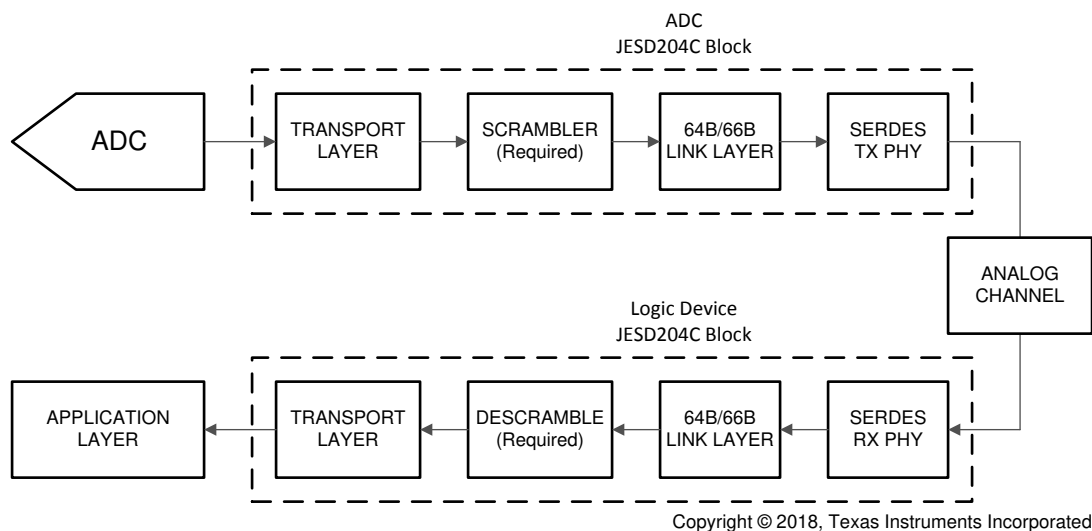 ADC
JESD204C Block
ADC
TRANSPORT
LAYER
SCRAMBLER
(Required)
64B/66B
LINK LAYER
SERDES
TX PHY
ANALOG
CHANNEL
Logic Device
JESD204C Block
APPLICATION
LAYER
TRANSPORT
LAYER
DESCRAMBLE
(Required)
64B/66B
LINK LAYER
SERDES
RX PHY
Copyright © 2018, Texas Instruments Incorporated